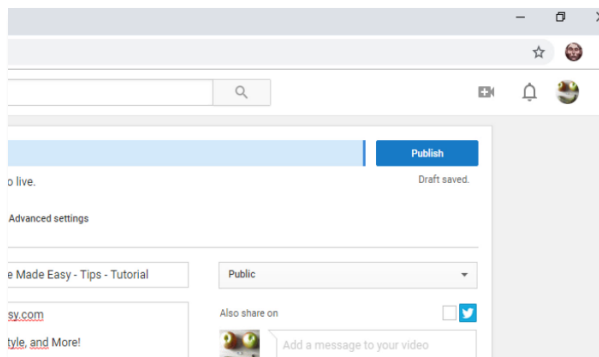 Publish
o live.
Draft saved.
Advanced settings
e Made Easy - Tips - Tutorial
Public
sy.com
Also share on
tyle, and More!
Add a message to your video